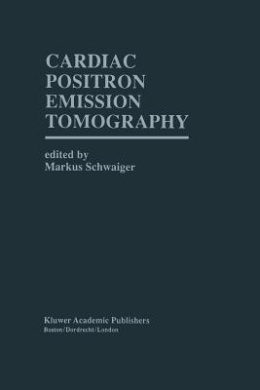 CARDIAC
POSITRON
EMISSION
TOMOGRAPHY
edited by
Markus Schwaiger
Kluwer Academic Publishers
Boston/Dordrecht/London